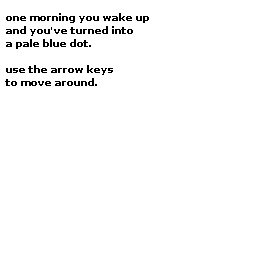 one morning you wake up
and you've turned into
a pale blue dot.
use the arrow keys
to move around.